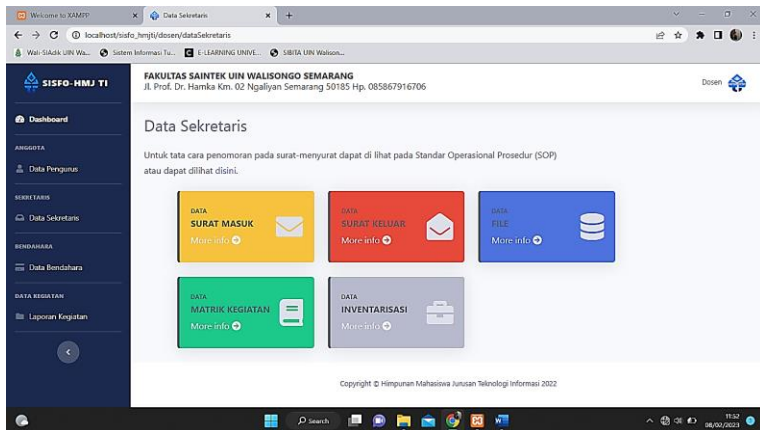 Welcome to XAMPP
Data Sekretaris
localhost/sisfo_hmjti/dosen/dataSekretaris
Wali-SIAdik UIN Wa...
Sistem Informasi Tu...
E-LEARNING UNIVE...
SIBITA UIN Walison...
SISFO-HMJ TI
FAKULTAS SAINTEK UIN WALISONGO SEMARANG
Jl. Prof. Dr. Hamka Km. 02 Ngaliyan Semarang 50185 Hp. 085867916706
Dosen
Dashboard
ANGGOTA
Data Pengurus
SEKRETARIS
Data Sekretaris
BENDAHARA
Data Bendahara
DATA KEGIATAN
Laporan Kegiatan
Data Sekretaris
Untuk tata cara penomoran pada surat-menyurat dapat di lihat pada Standar Operasional Prosedur (SOP)
atau dapat dilihat disini.
DATA
SURAT MASUK
More info
DATA
SURAT KELUAR
More info
DATA
FILE
More info
DATA
MATRIK KEGIATAN
More info
DATA
INVENTARISASI
More info
Copyright © Himpunan Mahasiswa Jurusan Teknologi Informasi 2022
Search
11:52
08/02/2023